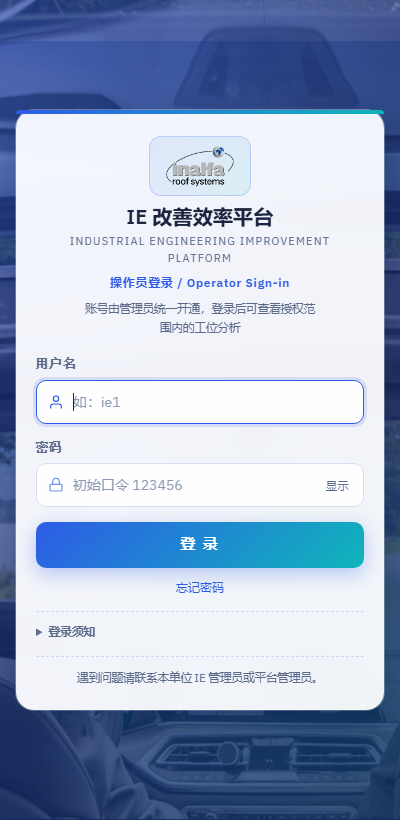 inalfa
roof systems
IE 改善效率平台
INDUSTRIAL ENGINEERING IMPROVEMENT
PLATFORM
操作员登录 / Operator Sign-in
账号由管理员统一开通，登录后可查看授权范
围内的工位分析
用户名
如：ie1
密码
初始口令 123456
显示
登 录
忘记密码
▶ 登录须知
遇到问题请联系本单位 IE 管理员或平台管理员。